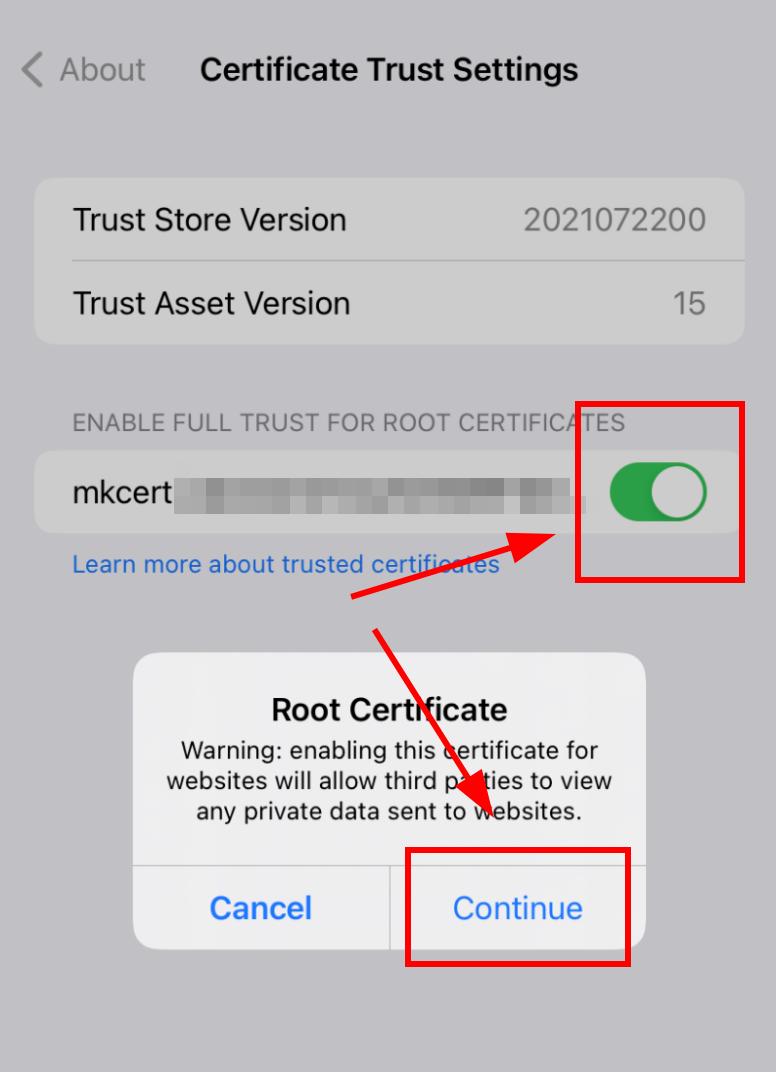 About
Certificate Trust Settings
Trust Store Version 2021072200
Trust Asset Version 15
ENABLE FULL TRUST FOR ROOT CERTIFICATES
mkcert
Learn more about trusted certificates
Root Certificate
Warning: enabling this certificate for
websites will allow third parties to view
any private data sent to websites.
Cancel Continue